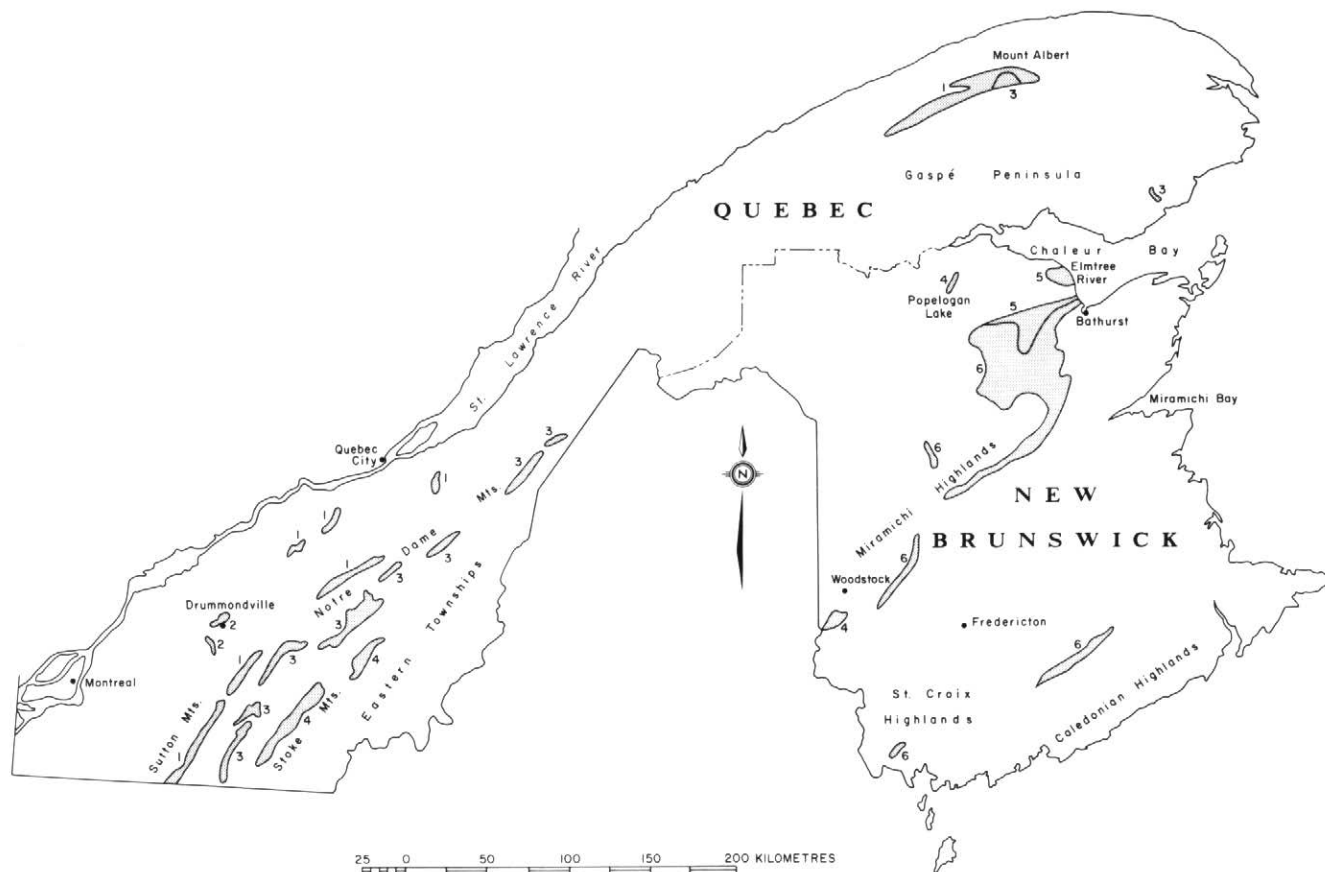 Mount Albert
1
3
Gaspé Peninsula
3
QUEBEC
Chaleur Bay
5
Elmtree
River
4
Popelogan
Lake
5
Bathurst
6
Miramichi Bay
St. Lawrence River
Quebec
City
3
3
Mts.
1
6
Highlands
N
NEW
BRUNSWICK
1
1
Dame
3
Miramichi
1
3
Notre
6
Woodstock
Drummondville
2
3
4
Fredericton
2
Townships
Eastern
1
3
4
6
Montreal
Mts.
St. Croix
Highlands
Caledonian Highlands
Sutton Mts.
3
4
Stoke
1
3
6
25 0 50 100 150 200 KILOMETRES